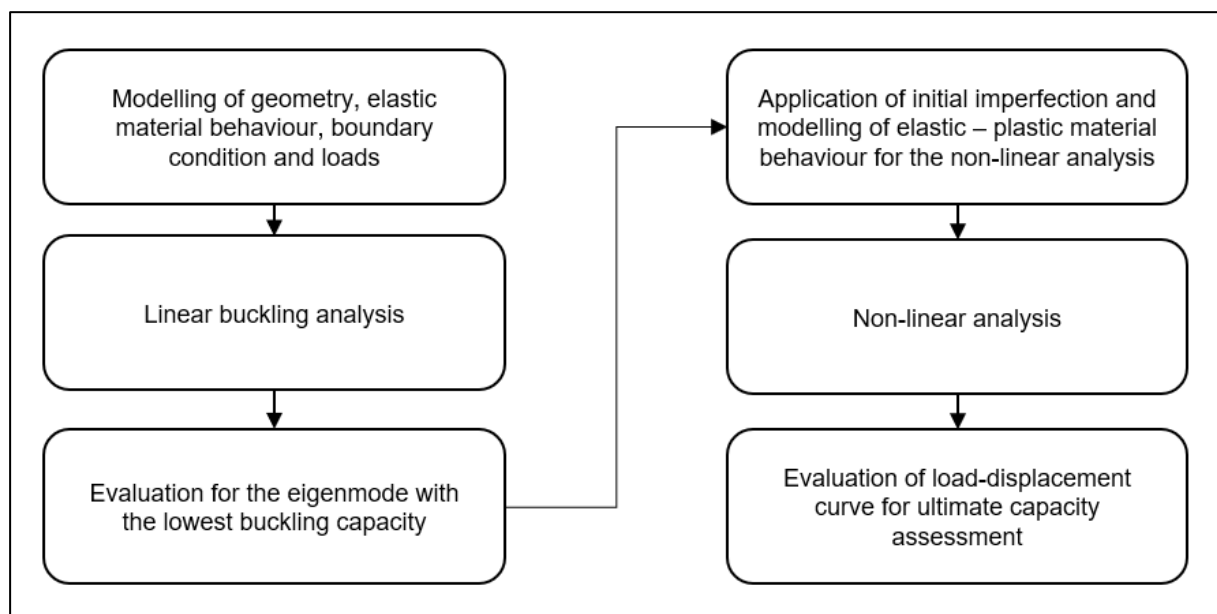 Modelling of geometry, elastic
material behaviour, boundary
condition and loads
Linear buckling analysis
Evaluation for the eigenmode with
the lowest buckling capacity
Application of initial imperfection and
modelling of elastic – plastic material
behaviour for the non-linear analysis
Non-linear analysis
Evaluation of load-displacement
curve for ultimate capacity
assessment